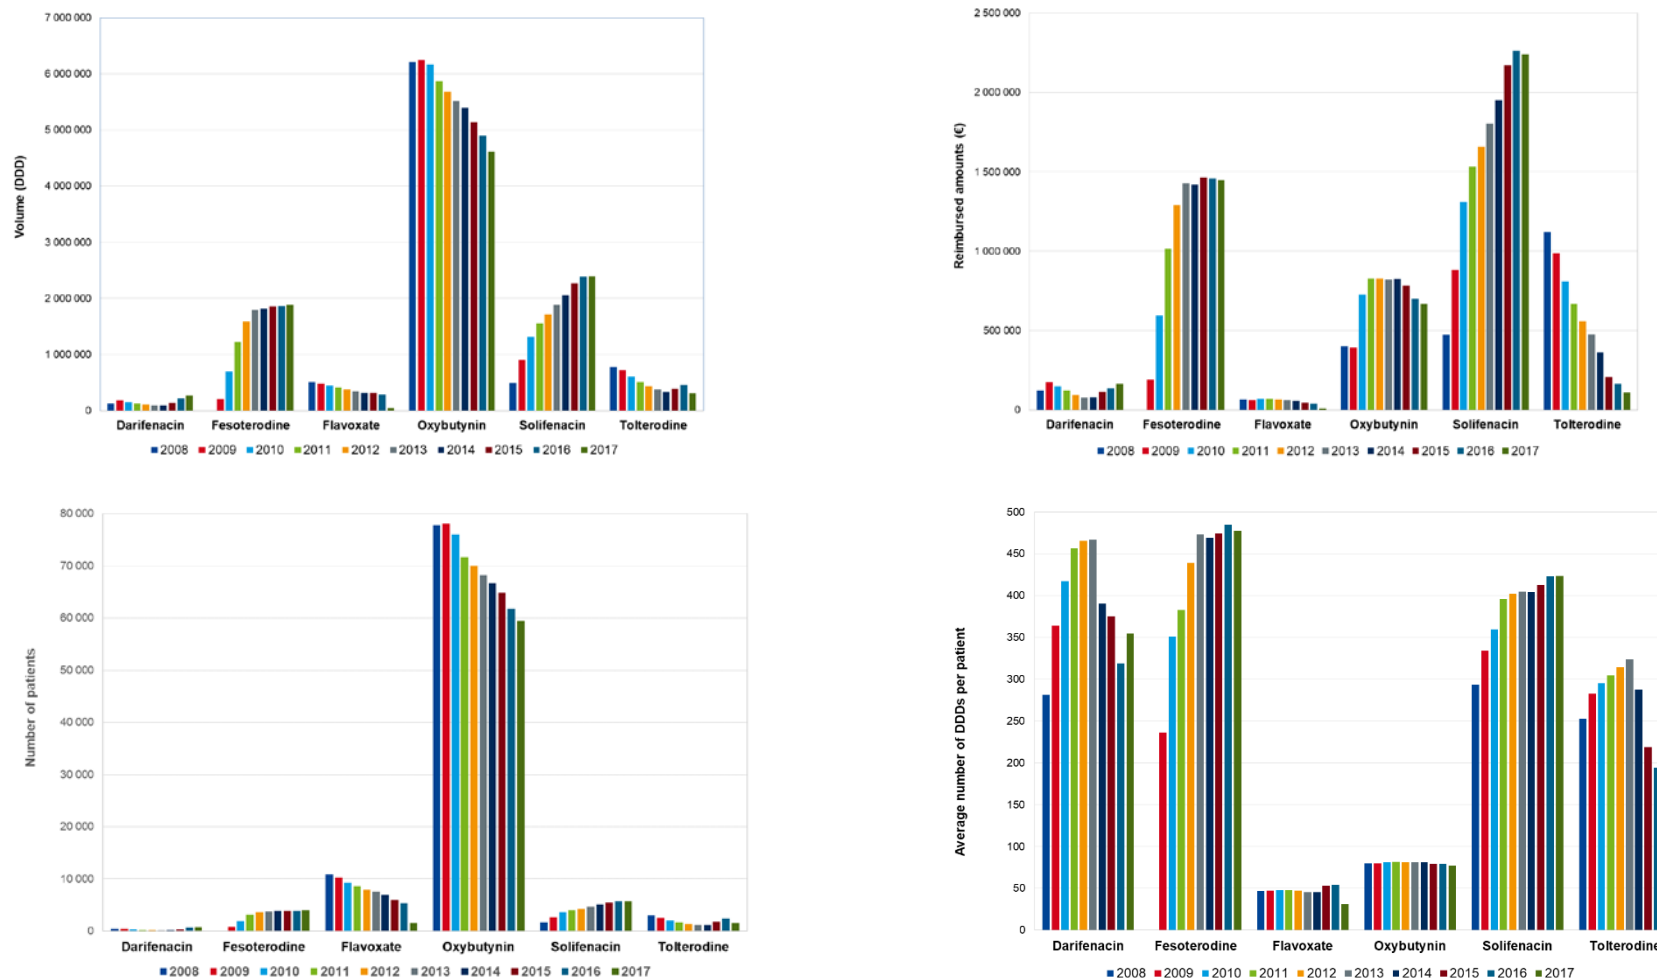 7 000 000
6 000 000
5 000 000
4 000 000
3 000 000
2 000 000
1 000 000
0
Volume (DDD)
Darifenacin Fesoterodine Flavoxate Oxybutynin Solifenacin Tolterodine
2008 2009 2010 2011 2012 2013 2014 2015 2016 2017
2 500 000
2 000 000
1 500 000
1 000 000
500 000
0
Reimbursed amounts (€)
Darifenacin Fesoterodine Flavoxate Oxybutynin Solifenacin Tolterodine
2008 2009 2010 2011 2012 2013 2014 2015 2016 2017
80 000
70 000
60 000
50 000
40 000
30 000
20 000
10 000
0
Number of patients
Darifenacin Fesoterodine Flavoxate Oxybutynin Solifenacin Tolterodine
2008 2009 2010 2011 2012 2013 2014 2015 2016 2017
500
450
400
350
300
250
200
150
100
50
0
Average number of DDDs per patient
Darifenacin Fesoterodine Flavoxate Oxybutynin Solifenacin Tolterodine
2008 2009 2010 2011 2012 2013 2014 2015 2016 2017